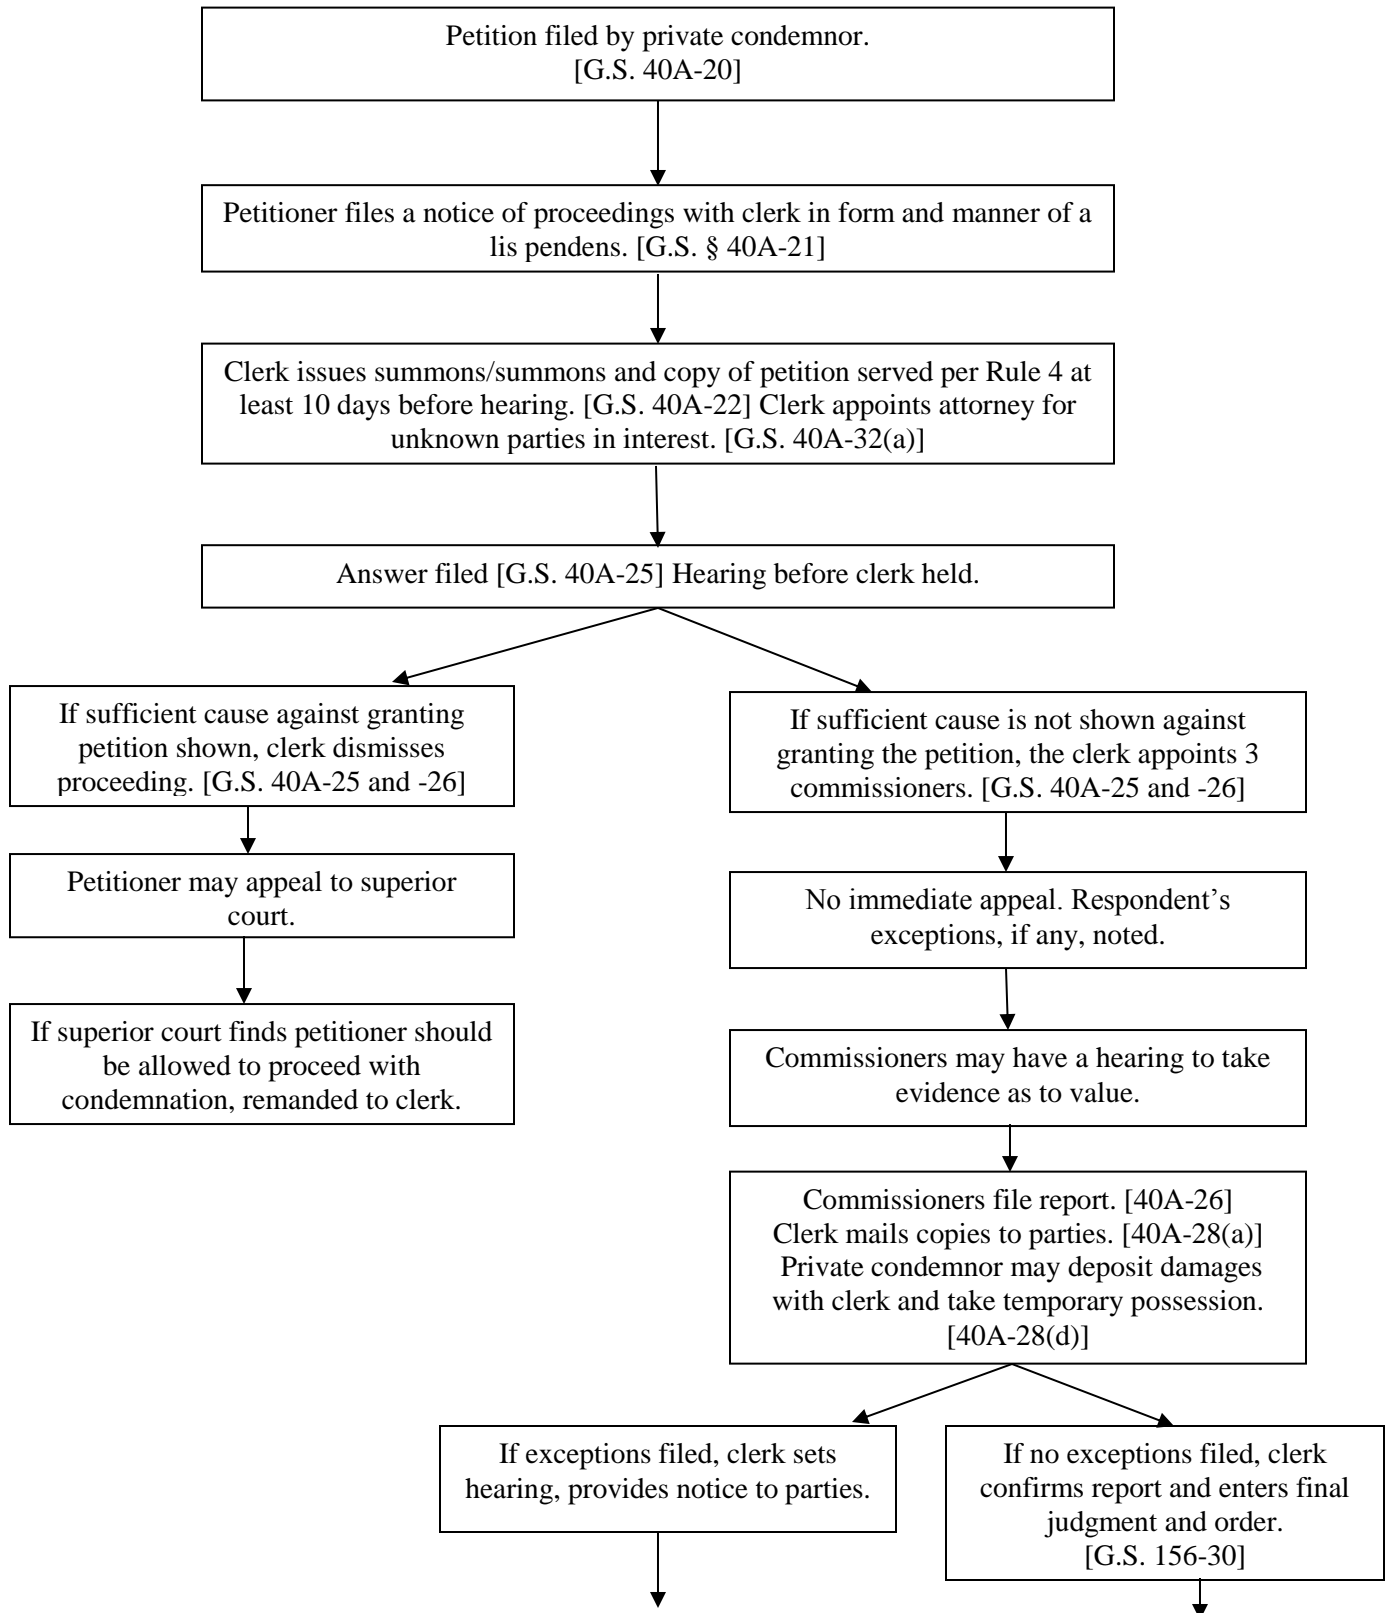 Petition filed by private condemnor.
[G.S. 40A-20]
Petitioner files a notice of proceedings with clerk in form and manner of a
lis pendens. [G.S. § 40A-21]
Clerk issues summons/summons and copy of petition served per Rule 4 at
least 10 days before hearing. [G.S. 40A-22] Clerk appoints attorney for
unknown parties in interest. [G.S. 40A-32(a)]
Answer filed [G.S. 40A-25] Hearing before clerk held.
If sufficient cause against granting
petition shown, clerk dismisses
proceeding. [G.S. 40A-25 and -26]
Petitioner may appeal to superior
court.
If superior court finds petitioner should
be allowed to proceed with
condemnation, remanded to clerk.
If sufficient cause is not shown against
granting the petition, the clerk appoints 3
commissioners. [G.S. 40A-25 and -26]
No immediate appeal. Respondent’s
exceptions, if any, noted.
Commissioners may have a hearing to take
evidence as to value.
Commissioners file report. [40A-26]
Clerk mails copies to parties. [40A-28(a)]
Private condemnor may deposit damages
with clerk and take temporary possession.
[40A-28(d)]
If exceptions filed, clerk sets
hearing, provides notice to parties.
If no exceptions filed, clerk
confirms report and enters final
judgment and order.
[G.S. 156-30]